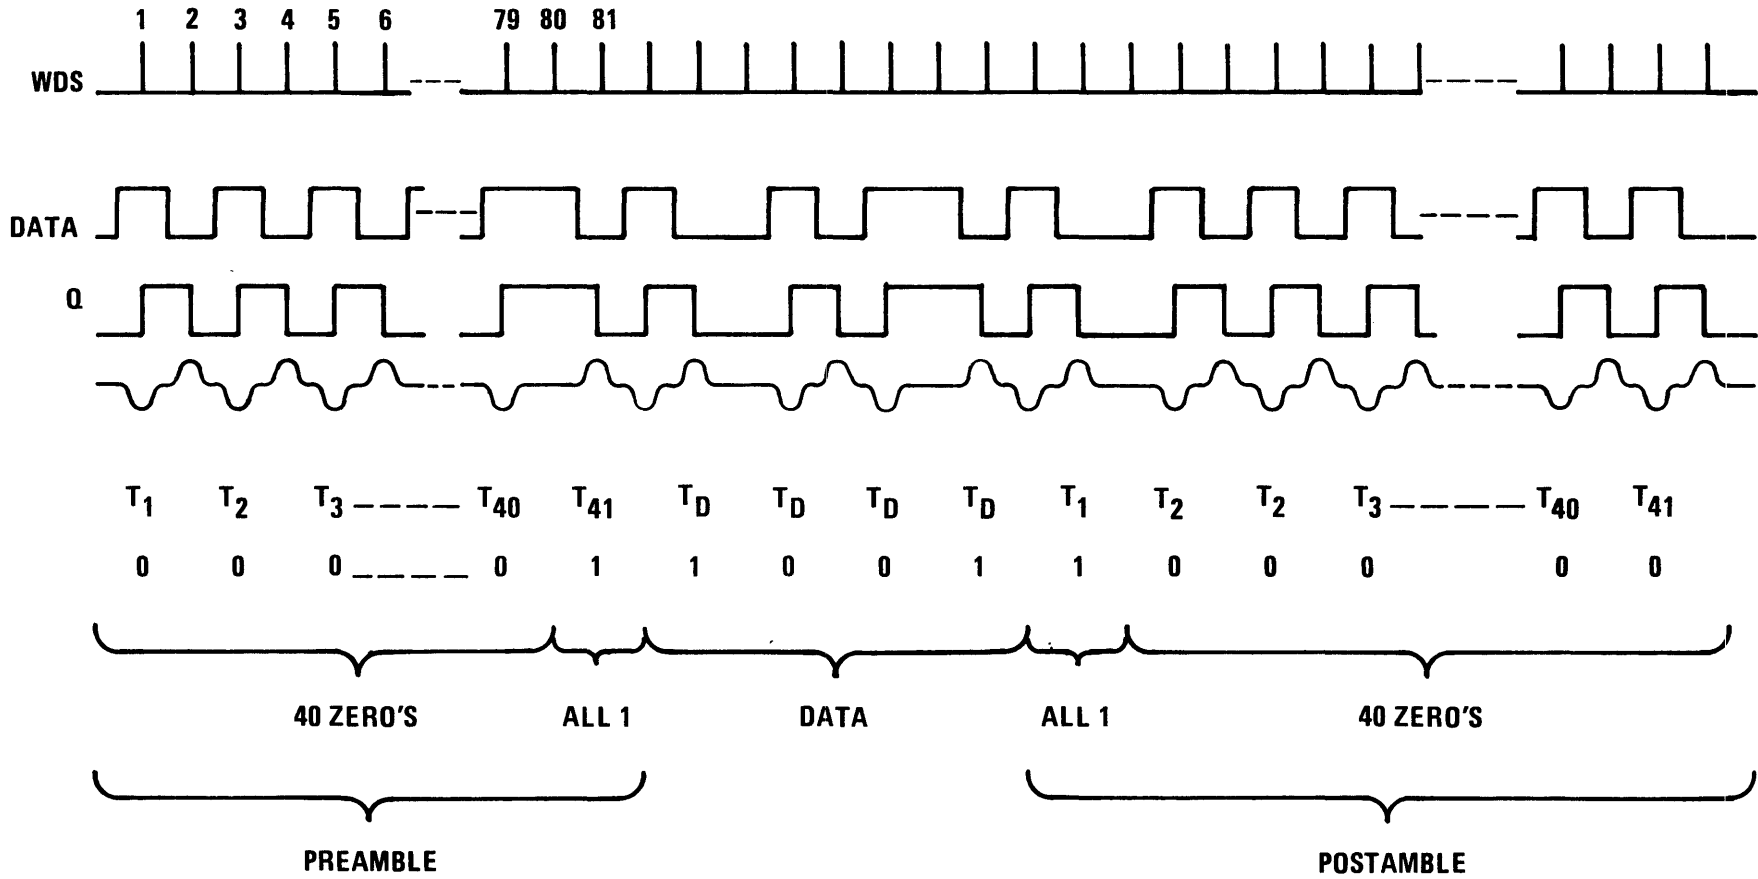 1 2 3 4 5 6 79 80 81
WDS
DATA
Q
T1 T2 T3 T40 T41 TD TD TD TD T1 T2 T2 T3 T40 T41
0 0 0 0 1 1 0 0 1 1 0 0 0 0 0
40 ZERO'S ALL 1 DATA ALL 1 40 ZERO'S
PREAMBLE POSTAMBLE